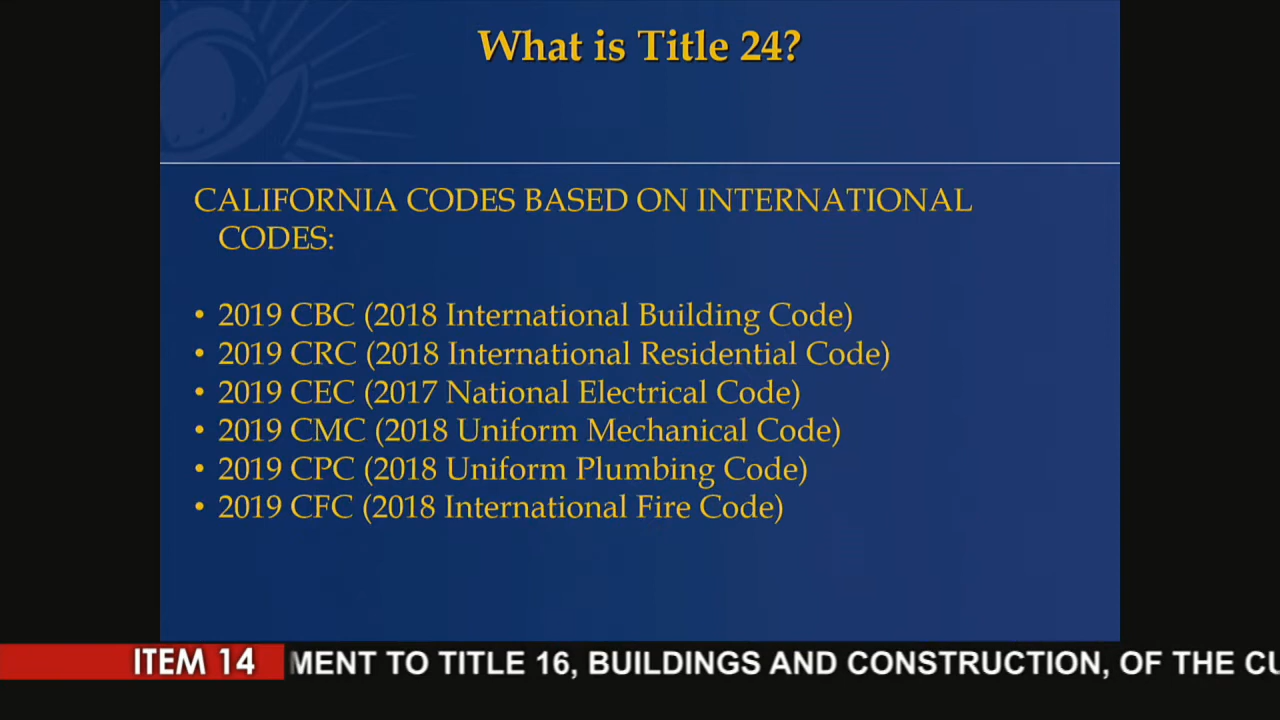 What is Title 24?
CALIFORNIA CODES BASED ON INTERNATIONAL
CODES:
• 2019 CBC (2018 International Building Code)
• 2019 CRC (2018 International Residential Code)
• 2019 CEC (2017 National Electrical Code)
• 2019 CMC (2018 Uniform Mechanical Code)
• 2019 CPC (2018 Uniform Plumbing Code)
• 2019 CFC (2018 International Fire Code)
ITEM 14 MENT TO TITLE 16, BUILDINGS AND CONSTRUCTION, OF THE CU